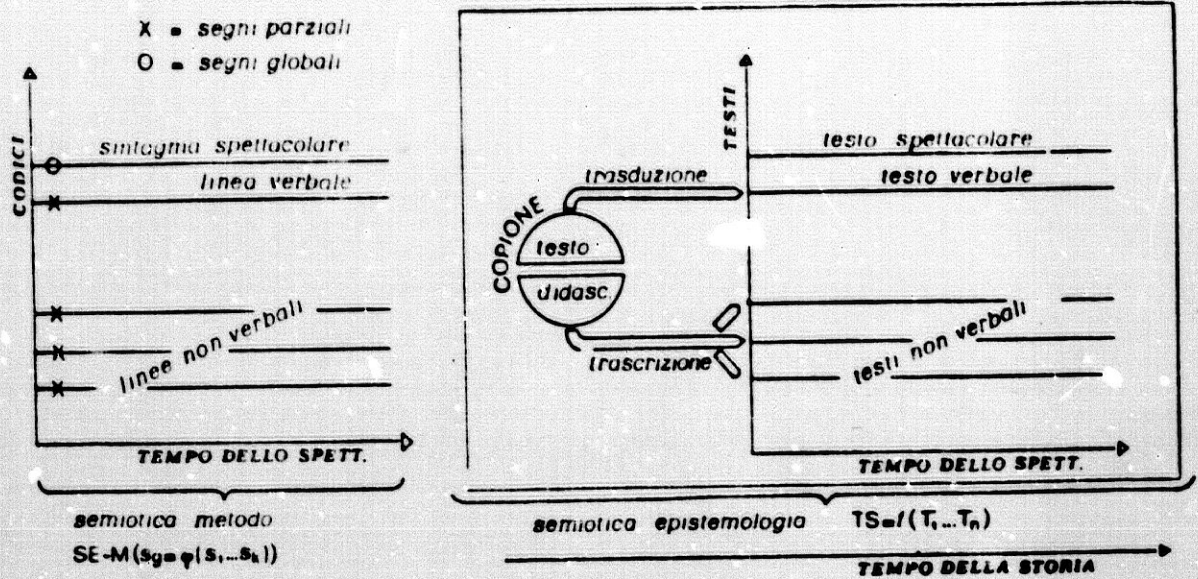 X = segni parziali
O = segni globali
CODICI
sintagma spettacolare
linea verbale
linee non verbali
TEMPO DELLO SPETT.
semiotica metodo
SE-M(sg=φ(s₁...sₖ))
COPIONE
testo
didasc.
trasduzione
trascrizione
TESTI
testo spettacolare
testo verbale
testi non verbali
TEMPO DELLO SPETT.
semiotica epistemologia TS=f(T₁...Tₙ)
TEMPO DELLA STORIA